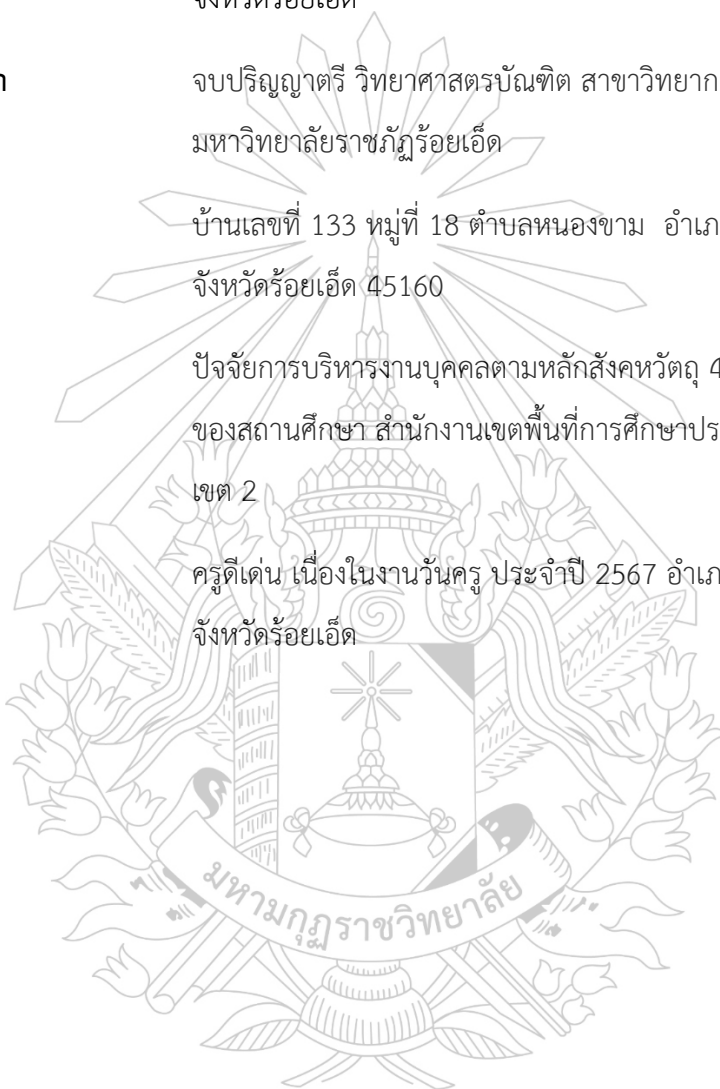 จังหวัดร้อยเอ็ด
จบปริญญาตรี วิทยาศาสตรบัณฑิต สาขาวิทยาก
มหาวิทยาลัยราชภัฏร้อยเอ็ด
บ้านเลขที่ 133 หมู่ที่ 18 ตำบลหนองขาม อำเภ
จังหวัดร้อยเอ็ด 45160
ปัจจัยการบริหารงานบุคคลตามหลักสังคหวัตถุ 4
ของสถานศึกษา สำนักงานเขตพื้นที่การศึกษาประ
เขต 2
ครูดีเด่น เนื่องในงานวันครู ประจำปี 2567 อำเภ
จังหวัดร้อยเอ็ด
มหามกุฏราชวิทยาลัย